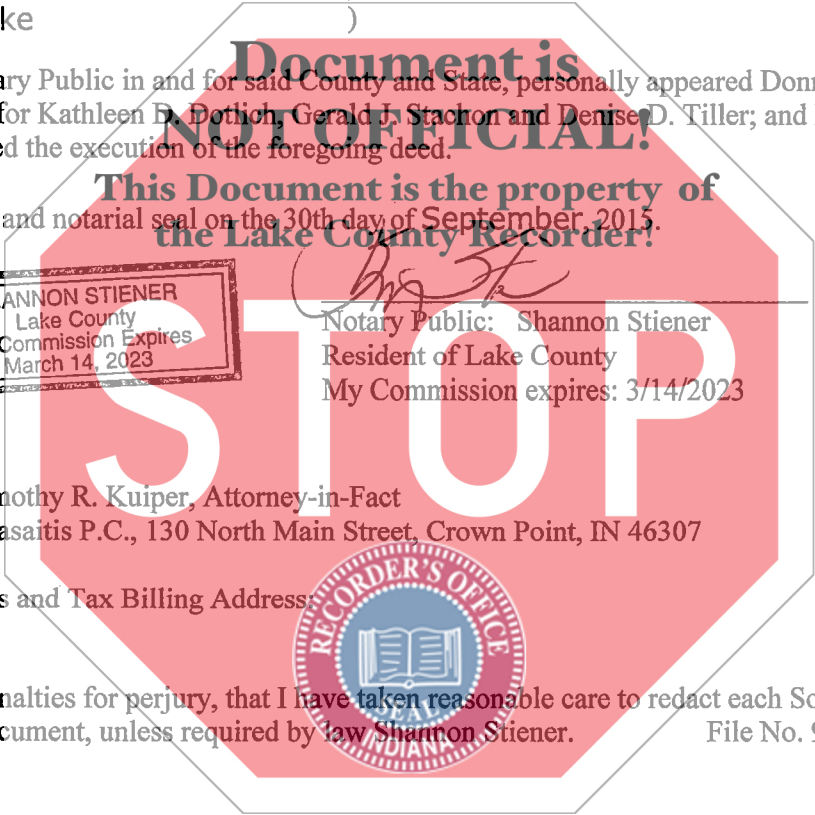 ke )
Document is
ary Public in and for said County and State, personally appeared Donn
for Kathleen D. Dotlich, Gerald J. Stachon and Denise D. Tiller; and
NOT OFFICIAL!
ed the execution of the foregoing deed.
This Document is the property of
and notarial seal on the 30th day of September, 2015.
the Lake County Recorder!
ANNON STIENER
Lake County
Commission Expires
March 14, 2023
Notary Public: Shannon Stiener
Resident of Lake County
My Commission expires: 3/14/2023
STOP
mothy R. Kuiper, Attorney-in-Fact
asaitis P.C., 130 North Main Street, Crown Point, IN 46307
s and Tax Billing Address:
RECORDER'S OFFICE
SEAL
INDIANA
nalties for perjury, that I have taken reasonable care to redact each So
cument, unless required by law Shannon Stiener. File No. 9